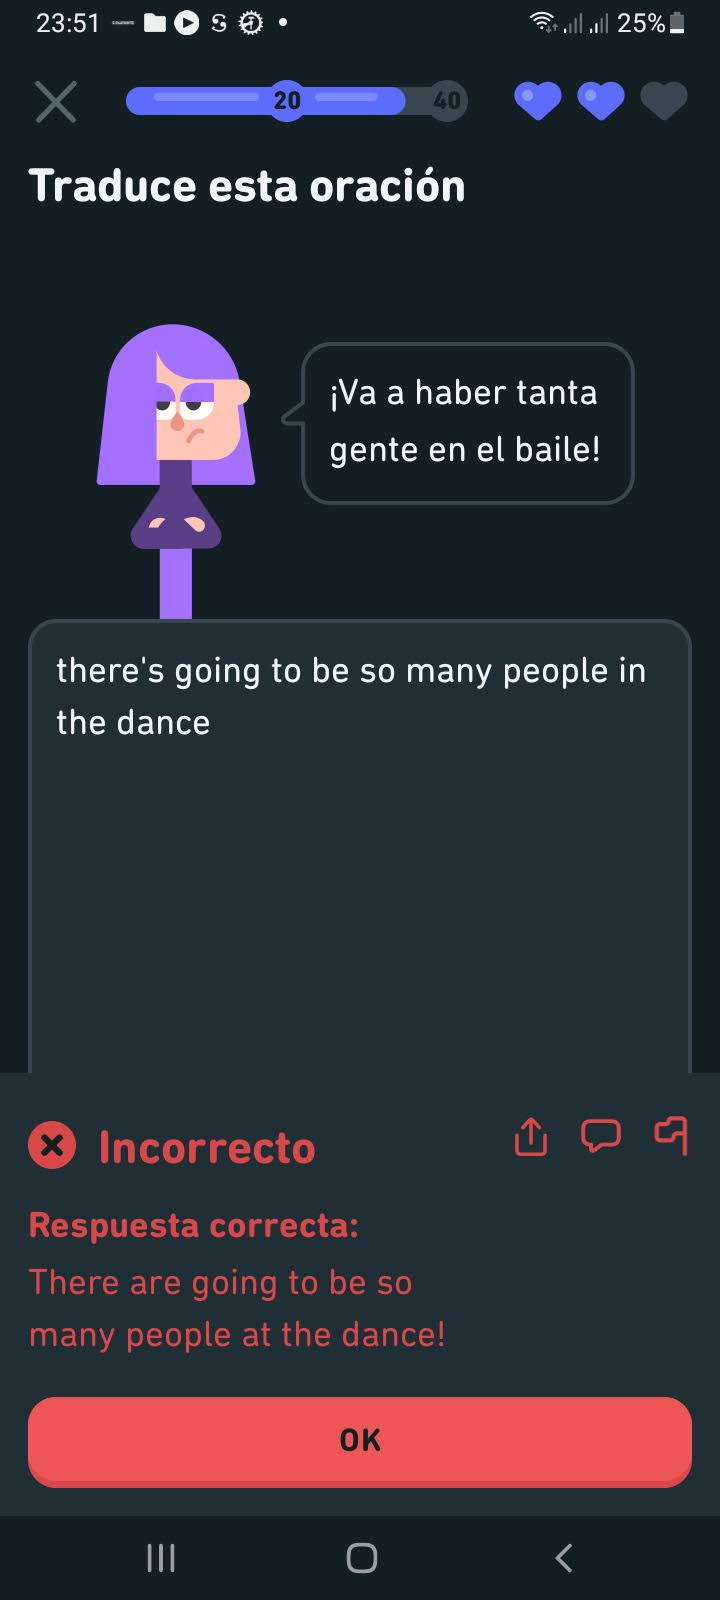 23:51
25%
20
40
Traduce esta oración
¡Va a haber tanta
gente en el baile!
there's going to be so many people in
the dance
Incorrecto
Respuesta correcta:
There are going to be so
many people at the dance!
OK